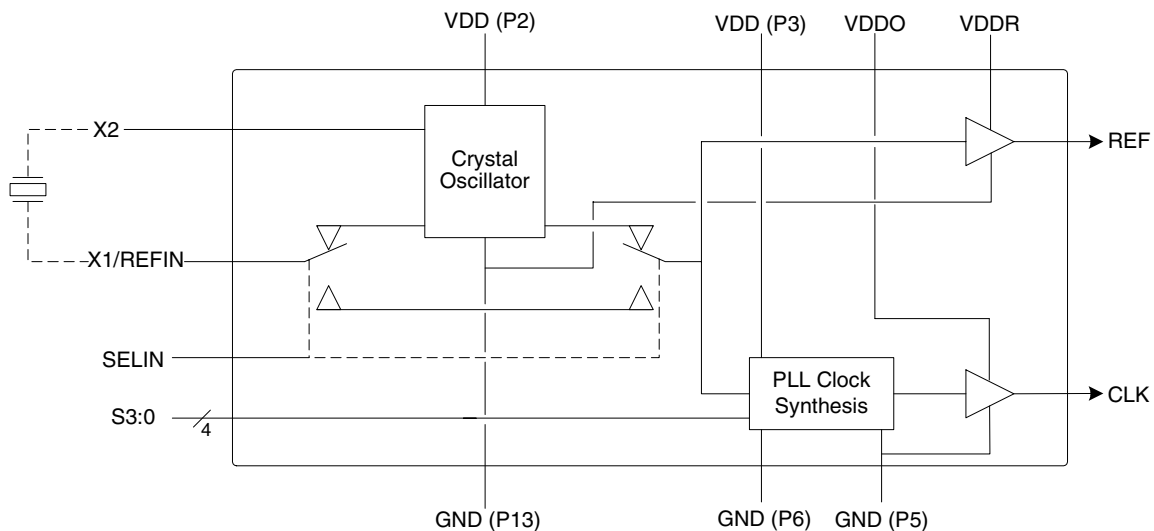 VDD (P2)
VDD (P3)
VDDO
VDDR
X2
Crystal
Oscillator
REF
X1/REFIN
SELIN
PLL Clock
Synthesis
CLK
S3:0
4
GND (P13)
GND (P6)
GND (P5)